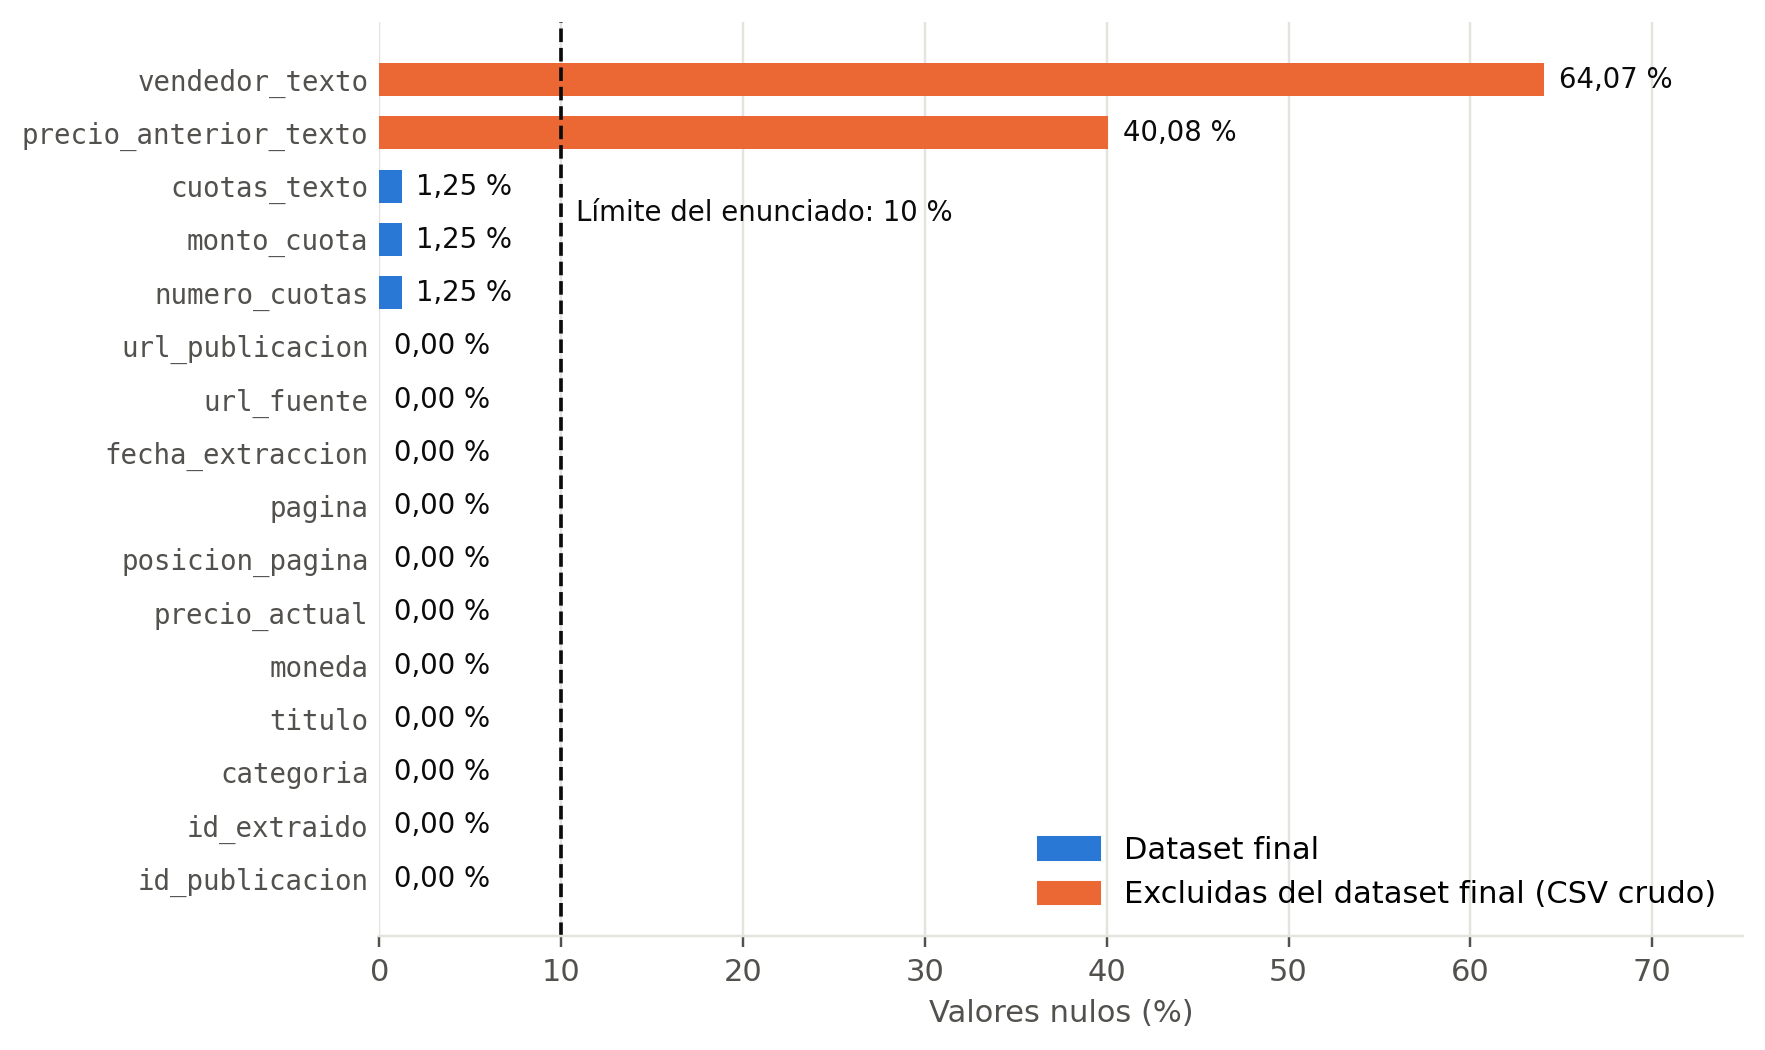 vendedor_texto 64,07 %
precio_anterior_texto 40,08 %
cuotas_texto 1,25 %
Límite del enunciado: 10 %
monto_cuota 1,25 %
numero_cuotas 1,25 %
url_publicacion 0,00 %
url_fuente 0,00 %
fecha_extraccion 0,00 %
pagina 0,00 %
posicion_pagina 0,00 %
precio_actual 0,00 %
moneda 0,00 %
titulo 0,00 %
categoria 0,00 %
id_extraido 0,00 %
id_publicacion 0,00 %
Dataset final
Excluidas del dataset final (CSV crudo)
0 10 20 30 40 50 60 70
Valores nulos (%)